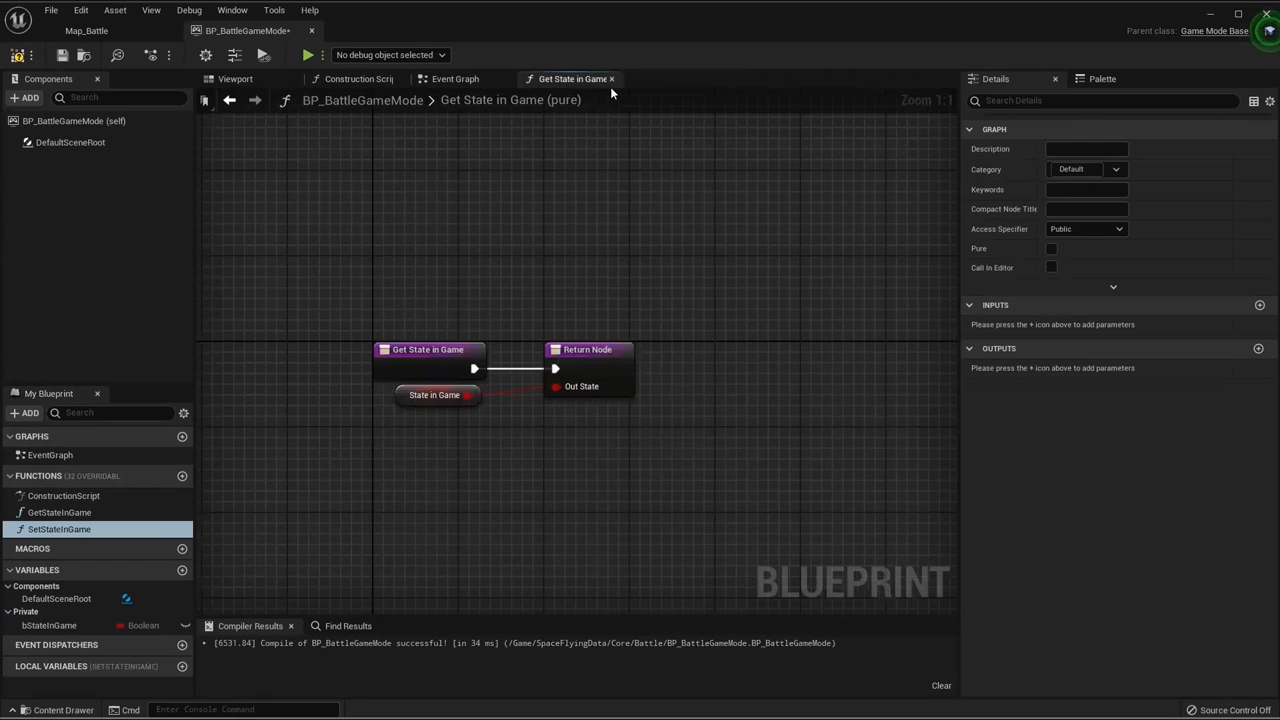 File Edit Asset View Debug Window Tools Help
Map_Battle
BP_BattleGameMode*
Parent class: Game Mode Base
No debug object selected
Components
ADD
Search
BP_BattleGameMode (self)
DefaultSceneRoot
Viewport
Construction Scrip
Event Graph
Get State in Game
BP_BattleGameMode > Get State in Game (pure)
Zoom 1:1
Get State in Game
Return Node
State in Game
Out State
BLUEPRINT
Details
Palette
Search Details
GRAPH
Description
Category
Default
Keywords
Compact Node Title
Access Specifier
Public
Pure
Call In Editor
INPUTS
Please press the + icon above to add parameters
OUTPUTS
Please press the + icon above to add parameters
My Blueprint
ADD
Search
GRAPHS
EventGraph
FUNCTIONS (32 OVERRIDABL
ConstructionScript
GetStateInGame
SetStateInGame
MACROS
VARIABLES
Components
DefaultSceneRoot
Private
bStateInGame
Boolean
EVENT DISPATCHERS
LOCAL VARIABLES (GETSTATEINGAME)
Compiler Results
Find Results
[6531.84] Compile of BP_BattleGameMode successful! [in 34 ms] (/Game/SpaceFlyingData/Core/Battle/BP_BattleGameMode.BP_BattleGameMode)
Clear
Content Drawer
Cmd
Enter Console Command
Source Control Off